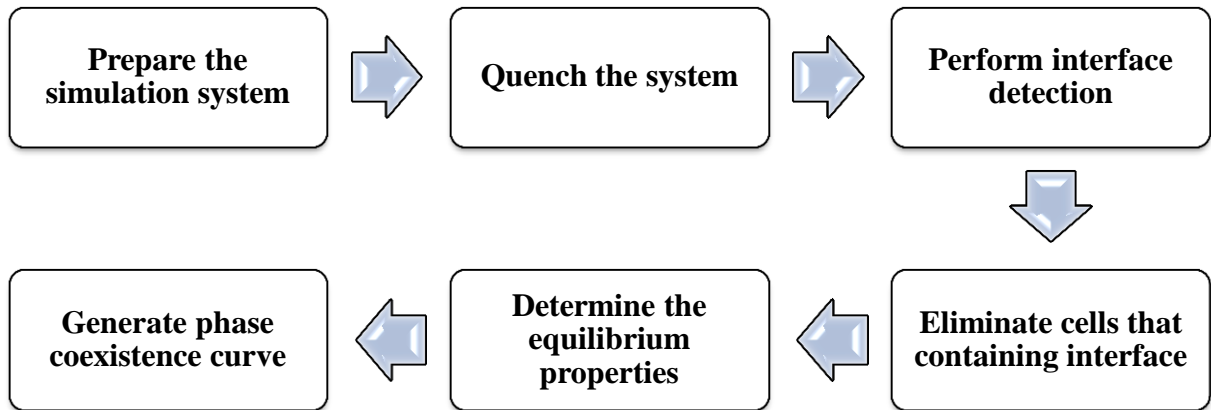 Prepare the
simulation system
Quench the system
Perform interface
detection
Eliminate cells that
containing interface
Determine the
equilibrium
properties
Generate phase
coexistence curve